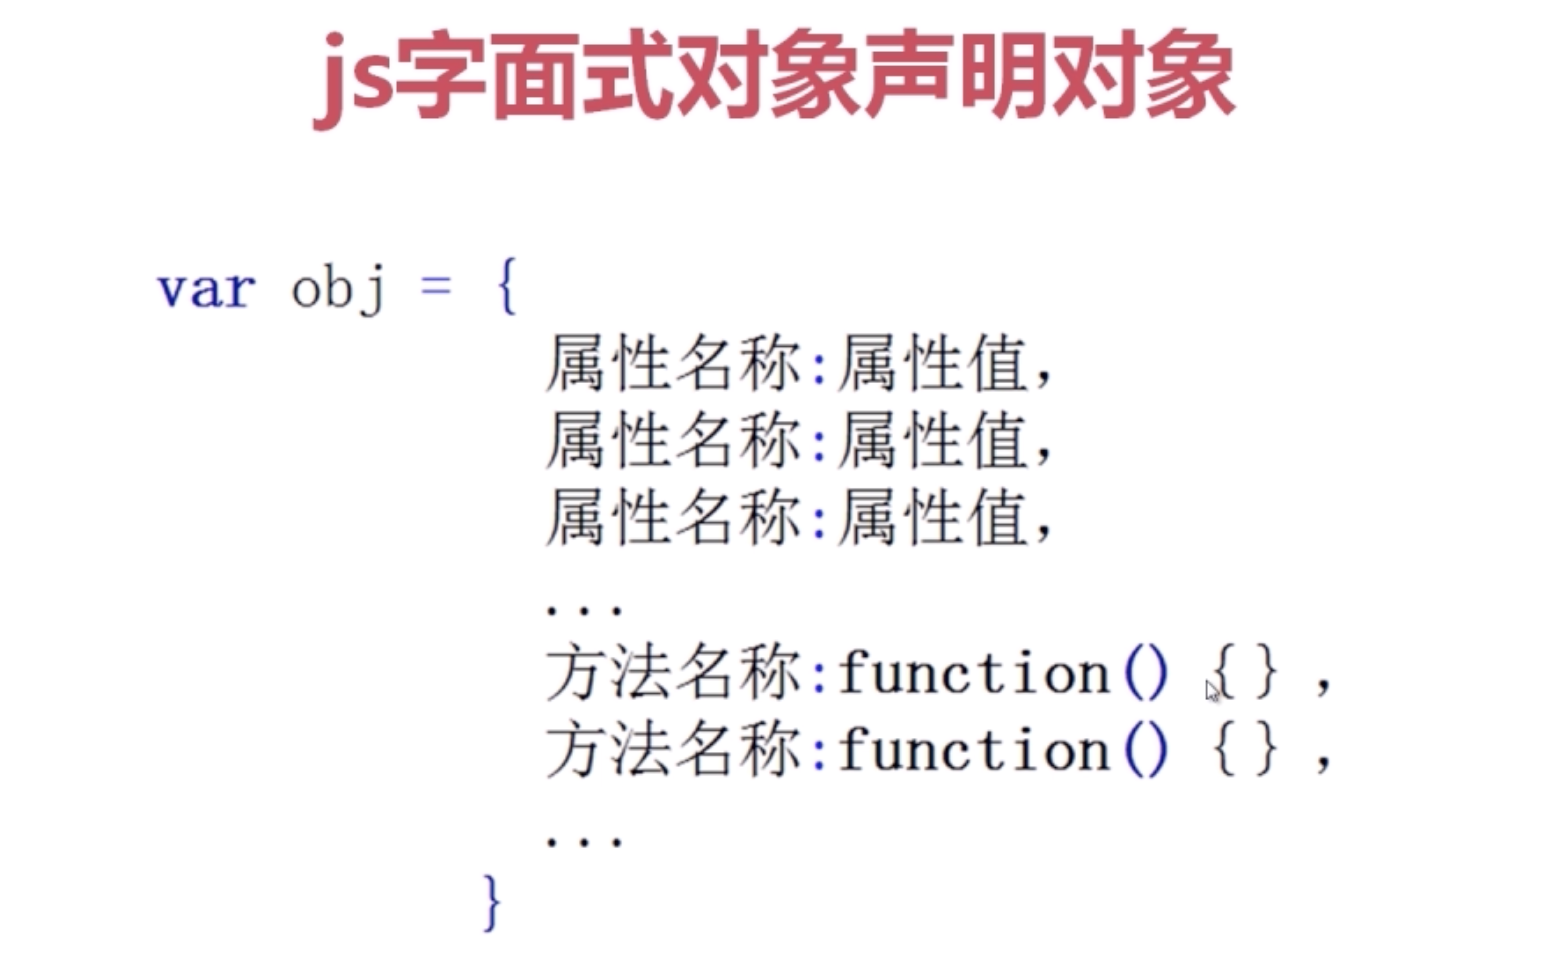 js字面式对象声明对象
var obj = {
属性名称:属性值,
属性名称:属性值,
属性名称:属性值,
...
方法名称:function() {} ,
方法名称:function() {} ,
...
}